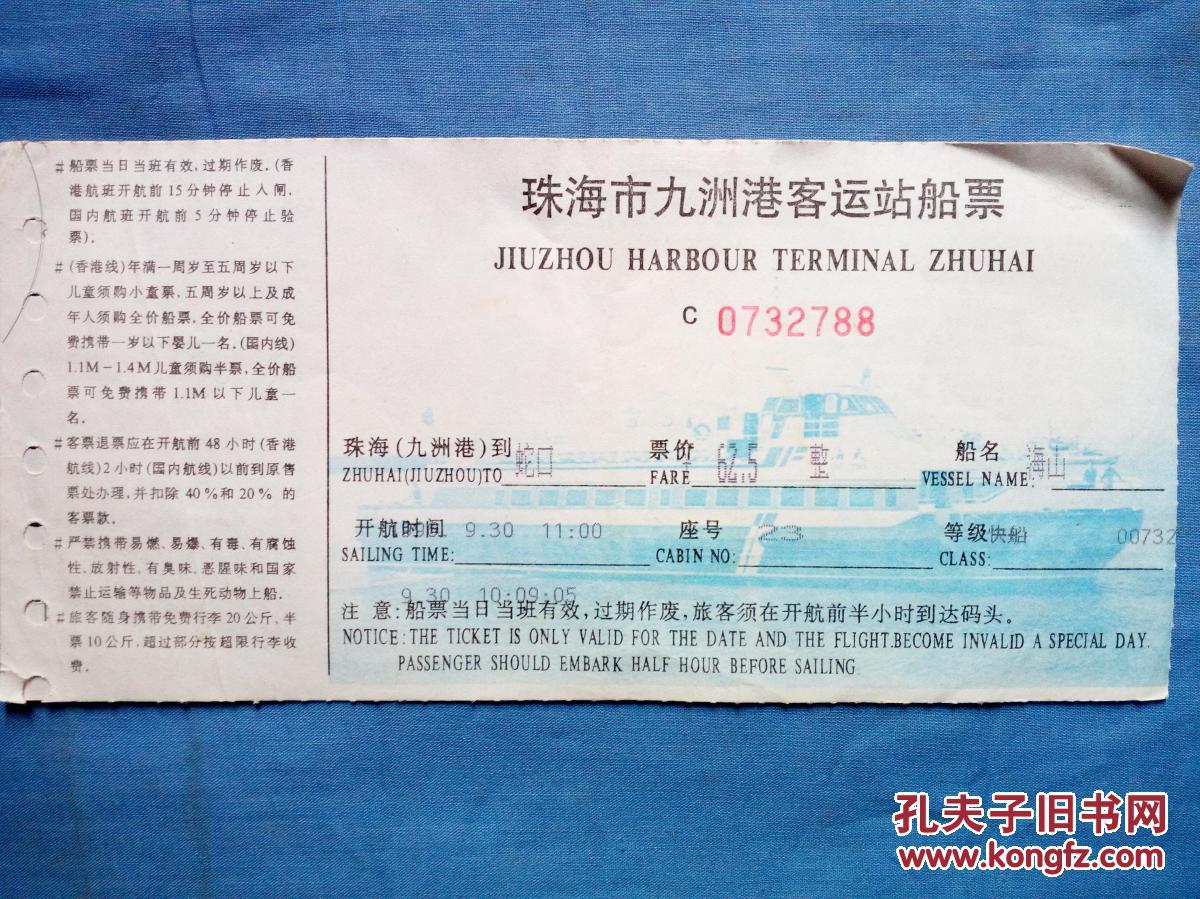 # 船票当日当班有效,过期作废。(香
港航班开航前15分钟停止入闸,
国内航班开航前5分钟停止验
票)。
# (香港线)年满一周岁至五周岁以下
儿童须购小童票,五周岁以上及成
年人须购全价船票,全价船票可免
费携带一岁以下婴儿一名。(国内线)
1.1M-1.4M儿童须购半票,全价船
票可免费携带1.1M以下儿童一
名。
# 客票退票应在开航前48小时(香港
航线)2小时(国内航线)以前到原售
票处办理,并扣除40%和20%的
客票款。
# 严禁携带易燃、易爆、有毒、有腐蚀
性、放射性、有臭味、恶腥味和国家
禁止运输等物品及生死动物上船。
# 旅客随身携带免费行李20公斤、半
票10公斤,超过部分按超限行李收
费。
珠海市九洲港客运站船票
JIUZHOU HARBOUR TERMINAL ZHUHAI
C 0732788
珠海(九洲港)到 蛇口 票价 62.5 整 船名 海山
ZHUHAI(JIUZHOU)TO FARE VESSEL NAME:
开航时间 9.30 11:00 座号 23 等级 快船 00732
SAILING TIME: CABIN NO: CLASS:
9.30 10:09:05
注 意:船票当日当班有效,过期作废,旅客须在开航前半小时到达码头。
NOTICE:THE TICKET IS ONLY VALID FOR THE DATE AND THE FLIGHT.BECOME INVALID A SPECIAL DAY.
PASSENGER SHOULD EMBARK HALF HOUR BEFORE SAILING.
孔夫子旧书网
www.kongfz.com